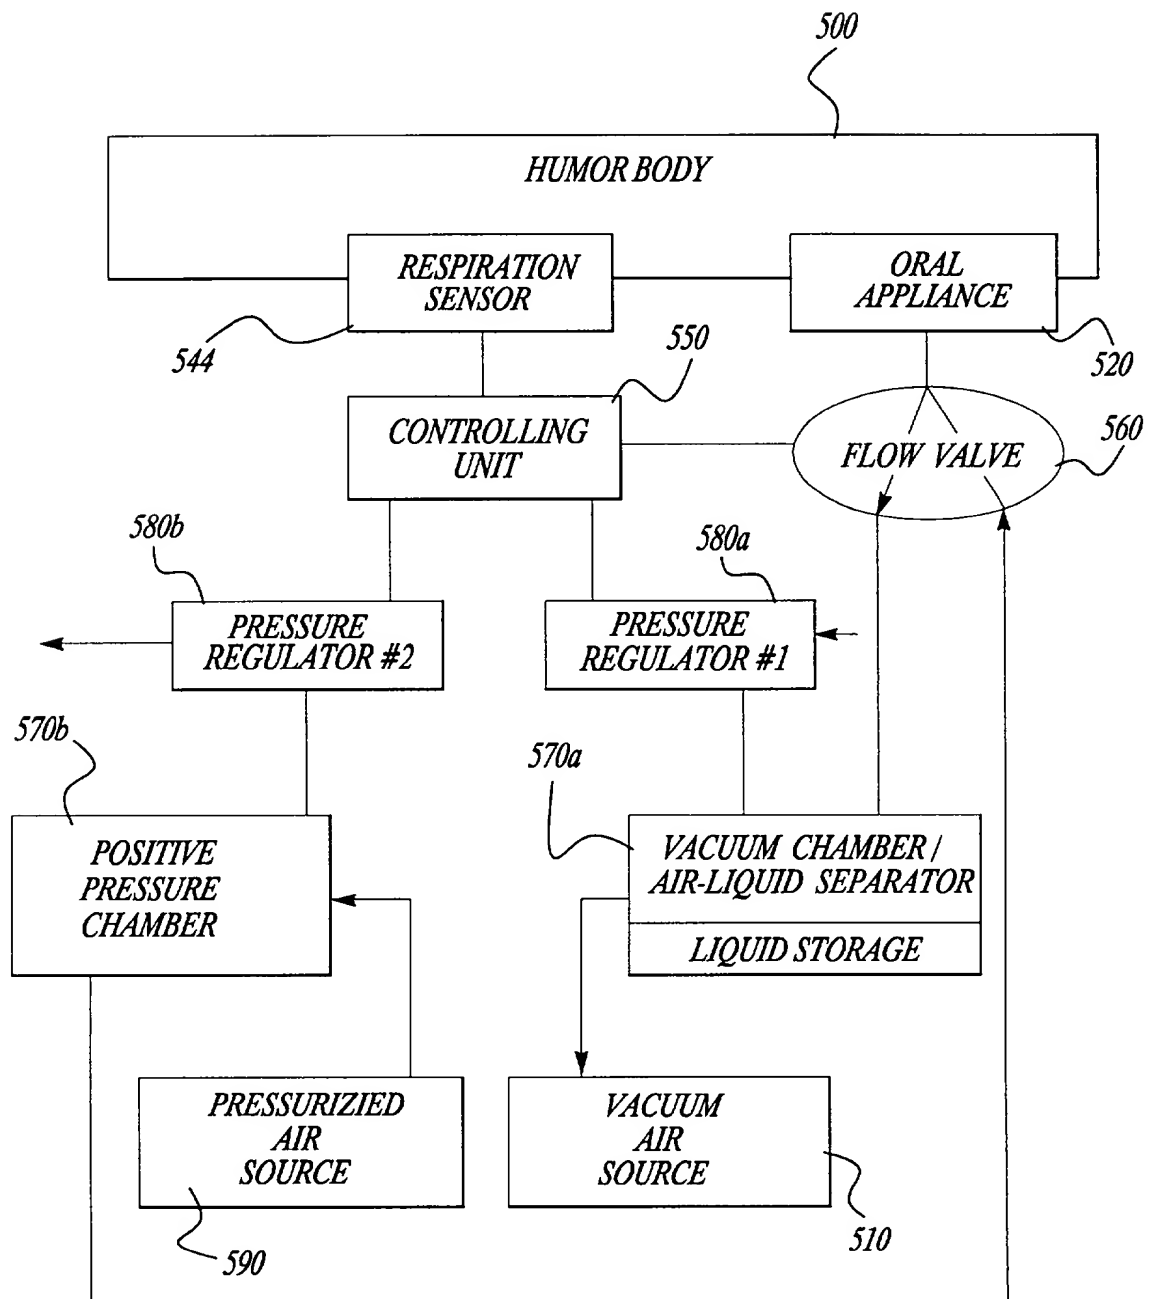 500
HUMOR BODY
RESPIRATION
SENSOR
ORAL
APPLIANCE
544
550
520
CONTROLLING
UNIT
FLOW VALVE
560
580b
580a
PRESSURE
REGULATOR #2
PRESSURE
REGULATOR #1
570b
570a
POSITIVE
PRESSURE
CHAMBER
VACUUM CHAMBER /
AIR-LIQUID SEPARATOR
LIQUID STORAGE
PRESSURIZIED
AIR
SOURCE
VACUUM
AIR
SOURCE
590
510